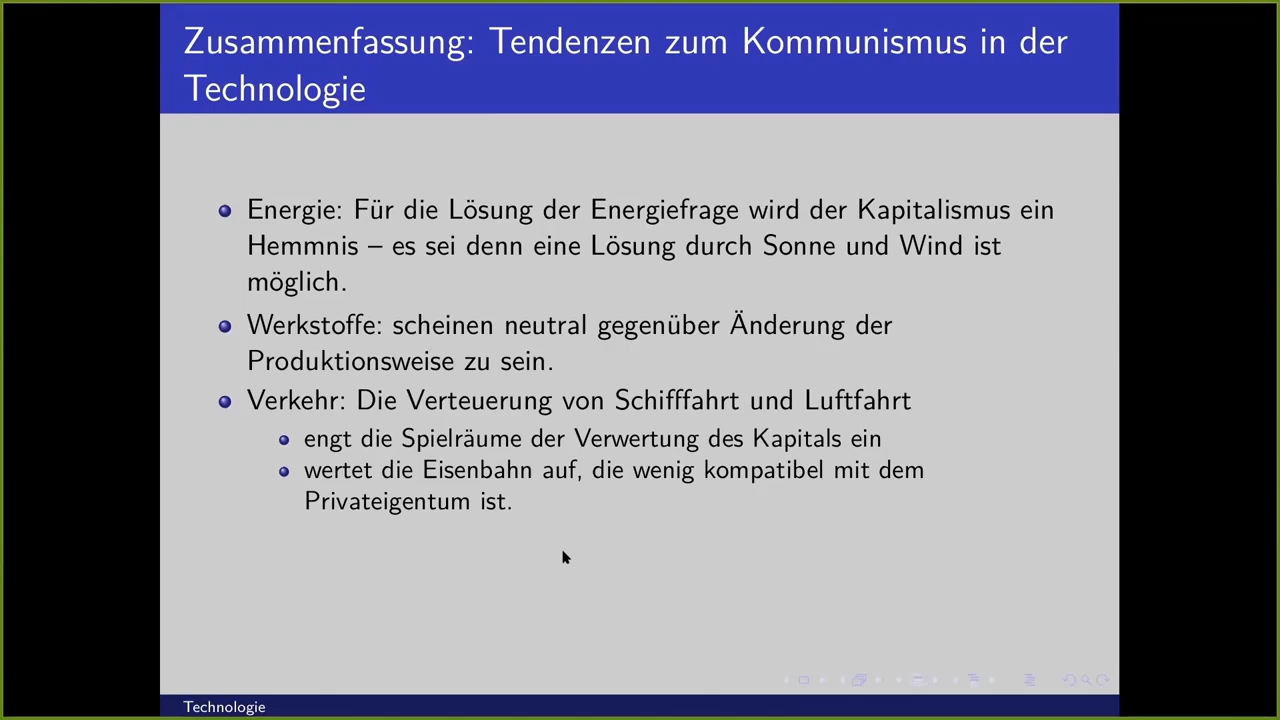 Zusammenfassung: Tendenzen zum Kommunismus in der
Technologie
Energie: Für die Lösung der Energiefrage wird der Kapitalismus ein
Hemmnis – es sei denn eine Lösung durch Sonne und Wind ist
möglich.
Werkstoffe: scheinen neutral gegenüber Änderung der
Produktionsweise zu sein.
Verkehr: Die Verteuerung von Schifffahrt und Luftfahrt
engt die Spielräume der Verwertung des Kapitals ein
wertet die Eisenbahn auf, die wenig kompatibel mit dem
Privateigentum ist.
Technologie